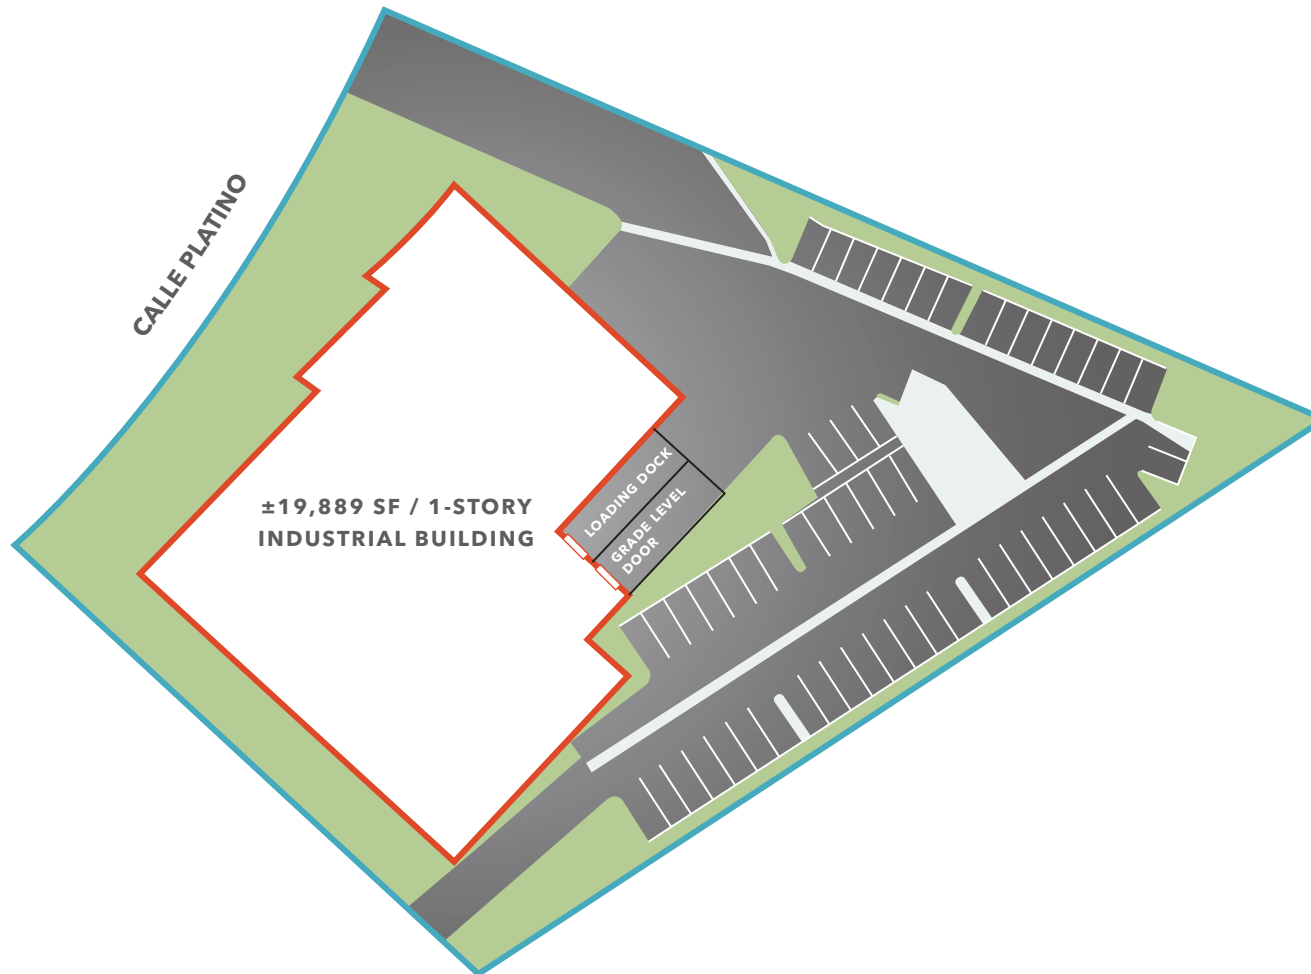 CALLE PLATINO
±19,889 SF / 1-STORY
INDUSTRIAL BUILDING
LOADING DOCK
GRADE LEVEL
DOOR